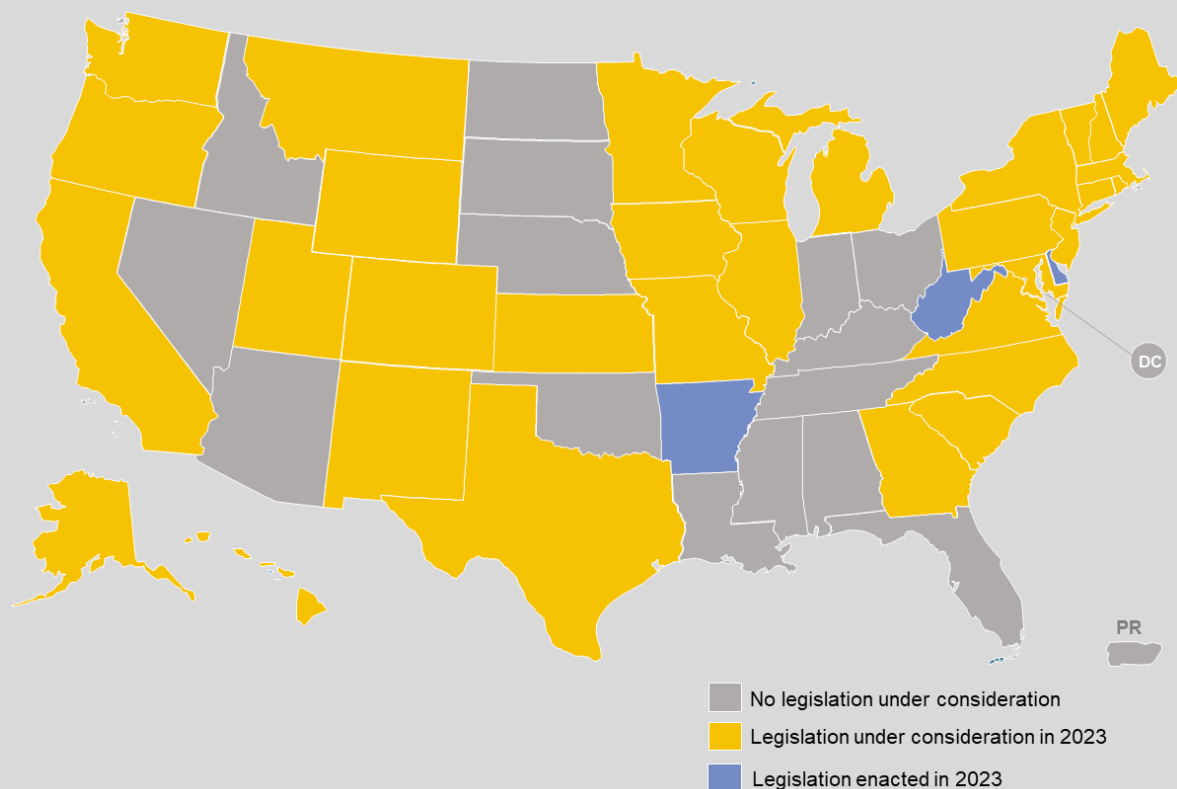 DC
PR
No legislation under consideration
Legislation under consideration in 2023
Legislation enacted in 2023